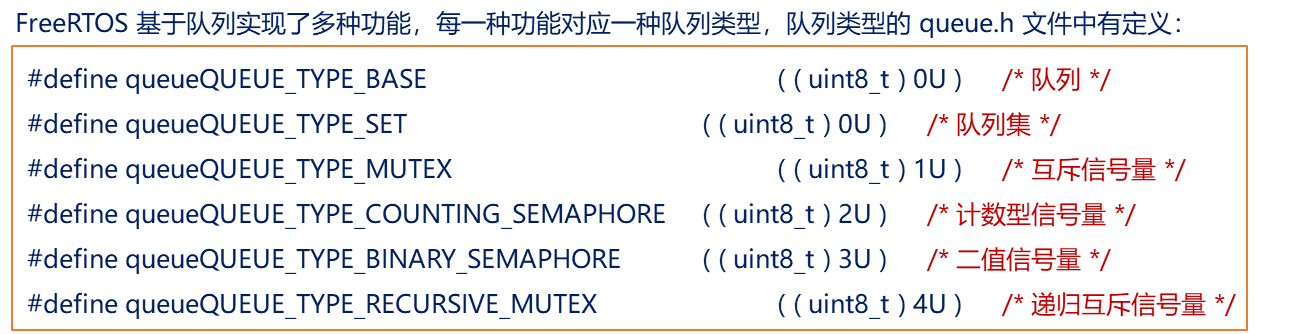 FreeRTOS 基于队列实现了多种功能，每一种功能对应一种队列类型，队列类型的 queue.h 文件中有定义：
#define queueQUEUE_TYPE_BASE ( ( uint8_t ) 0U ) /* 队列 */
#define queueQUEUE_TYPE_SET ( ( uint8_t ) 0U ) /* 队列集 */
#define queueQUEUE_TYPE_MUTEX ( ( uint8_t ) 1U ) /* 互斥信号量 */
#define queueQUEUE_TYPE_COUNTING_SEMAPHORE ( ( uint8_t ) 2U ) /* 计数型信号量 */
#define queueQUEUE_TYPE_BINARY_SEMAPHORE ( ( uint8_t ) 3U ) /* 二值信号量 */
#define queueQUEUE_TYPE_RECURSIVE_MUTEX ( ( uint8_t ) 4U ) /* 递归互斥信号量 */